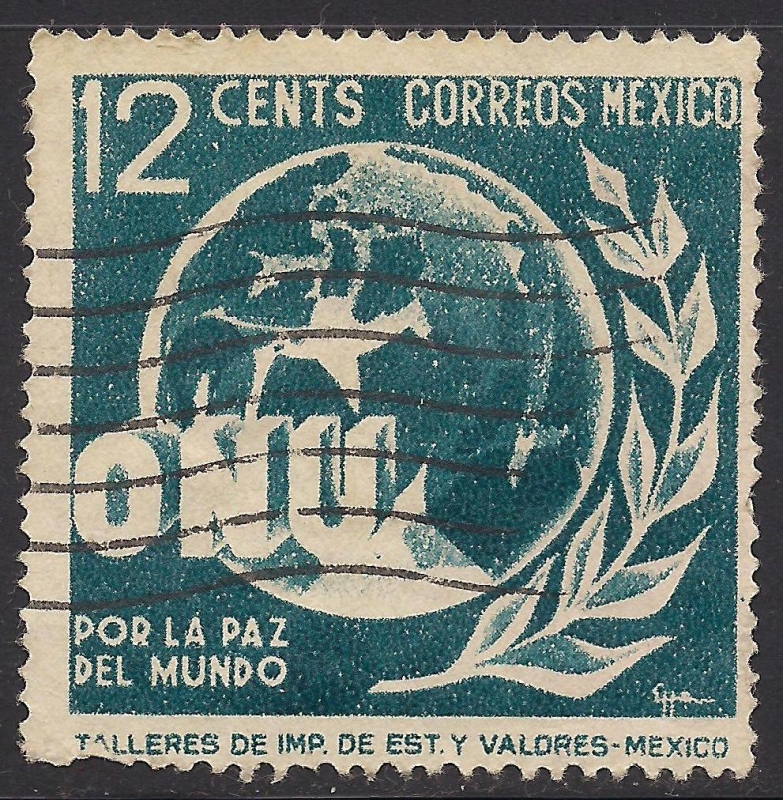 12 CENTS CORREOS MEXICO
ONU
POR LA PAZ
DEL MUNDO
TALLERES DE IMP. DE EST. Y VALORES-MEXICO